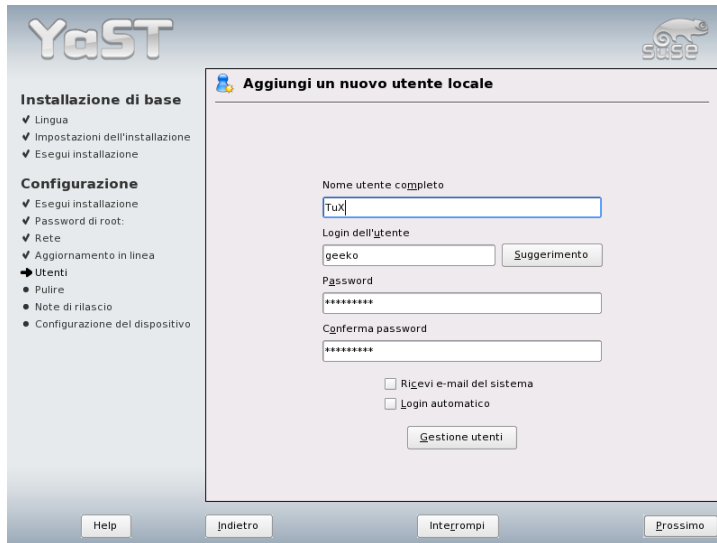 YaST
SUSE
Installazione di base
Lingua
Impostazioni dell'installazione
Esegui installazione
Configurazione
Esegui installazione
Password di root:
Rete
Aggiornamento in linea
Utenti
Pulire
Note di rilascio
Configurazione del dispositivo
Aggiungi un nuovo utente locale
Nome utente completo
TuX
Login dell'utente
geeko
Suggerimento
Password
*********
Conferma password
*********
Ricevi e-mail del sistema
Login automatico
Gestione utenti
Help
Indietro
Interrompi
Prossimo